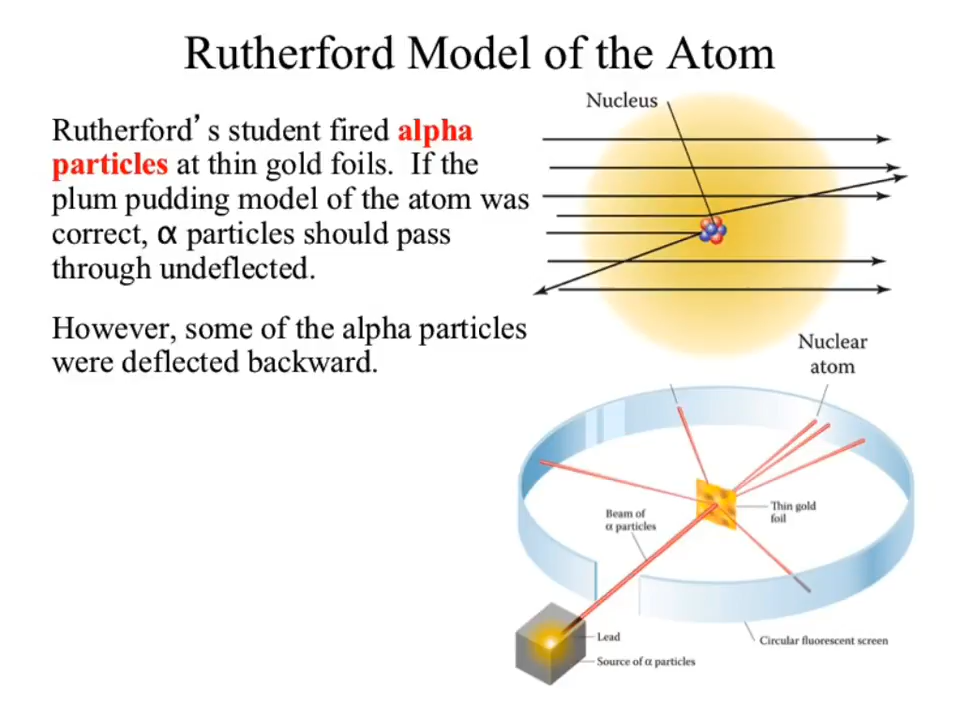 Rutherford Model of the Atom
Rutherford's student fired alpha
particles at thin gold foils.  If the
plum pudding model of the atom was
correct, α particles should pass
through undeflected.
However, some of the alpha particles
were deflected backward.
Nucleus
Nuclear
atom
Beam of
α particles
Thin gold
foil
Lead
Source of α particles
Circular fluorescent screen